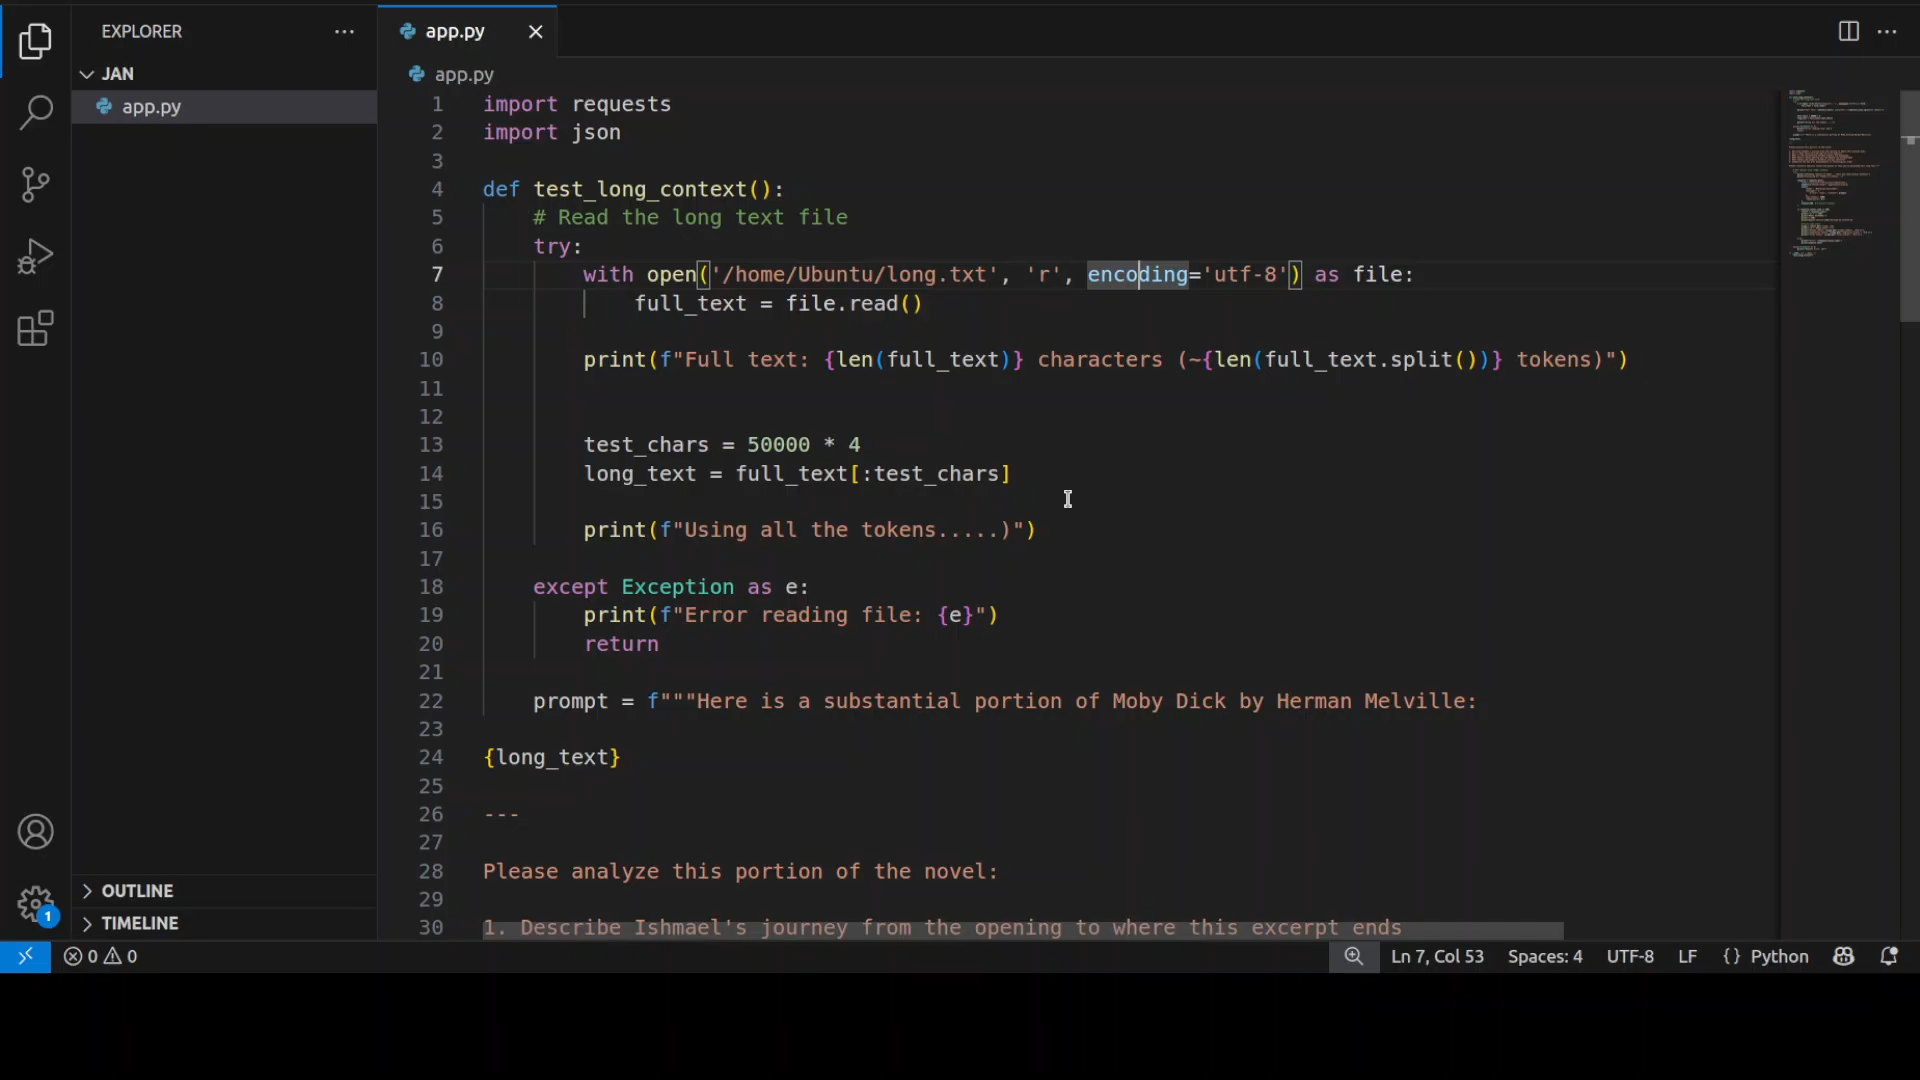 EXPLORER
JAN
app.py
OUTLINE
TIMELINE
app.py
app.py
1 import requests
2 import json
3
4 def test_long_context():
5     # Read the long text file
6     try:
7         with open('/home/Ubuntu/long.txt', 'r', encoding='utf-8') as file:
8             full_text = file.read()
9
10         print(f"Full text: {len(full_text)} characters (~{len(full_text.split())} tokens)")
11
12
13         test_chars = 50000 * 4
14         long_text = full_text[:test_chars]
15
16         print(f"Using all the tokens.....)")
17
18     except Exception as e:
19         print(f"Error reading file: {e}")
20         return
21
22     prompt = f"""Here is a substantial portion of Moby Dick by Herman Melville:
23
24 {long_text}
25
26 ---
27
28 Please analyze this portion of the novel:
29
30 1. Describe Ishmael's journey from the opening to where this excerpt ends
1
0 0
Ln 7, Col 53
Spaces: 4
UTF-8
LF
{} Python